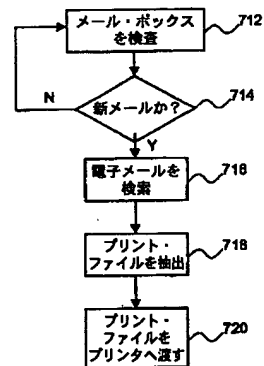 メール・ボックス
を検査
712
新メールか？
714
N
Y
電子メールを
検索
716
プリント・
ファイルを抽出
718
プリント・
ファイルを
プリンタへ渡す
720